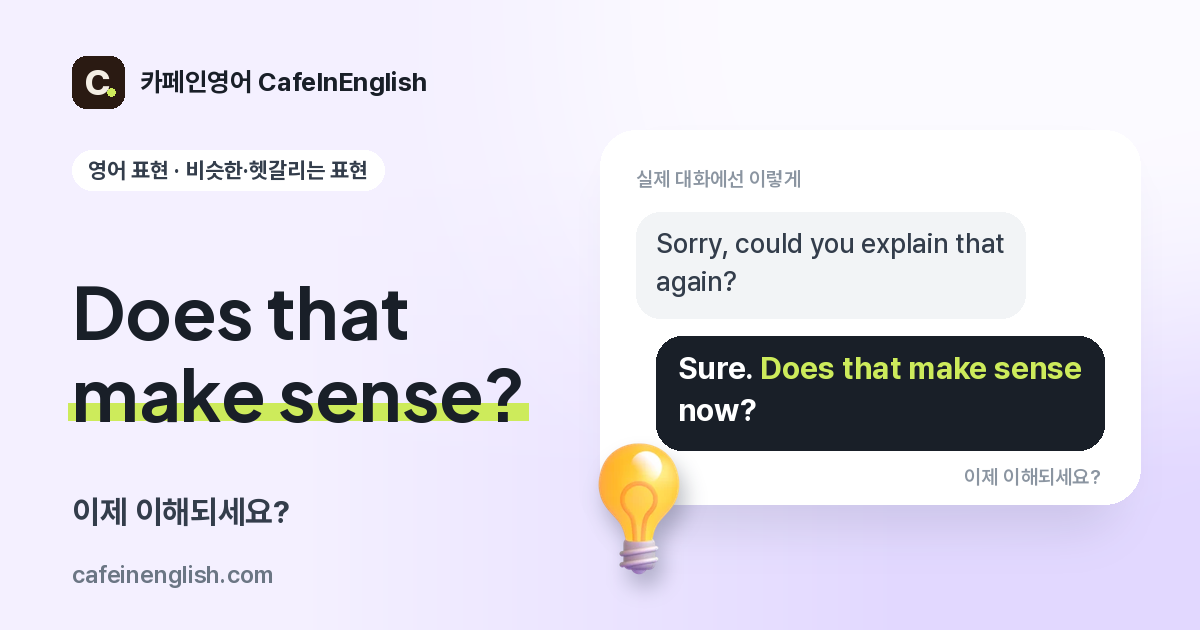 C
카페인영어 CafeInEnglish
영어 표현 · 비슷한·헷갈리는 표현
Does that
make sense?
이제 이해되세요?
cafeinenglish.com
실제 대화에선 이렇게
Sorry, could you explain that
again?
Sure. Does that make sense
now?
이제 이해되세요?